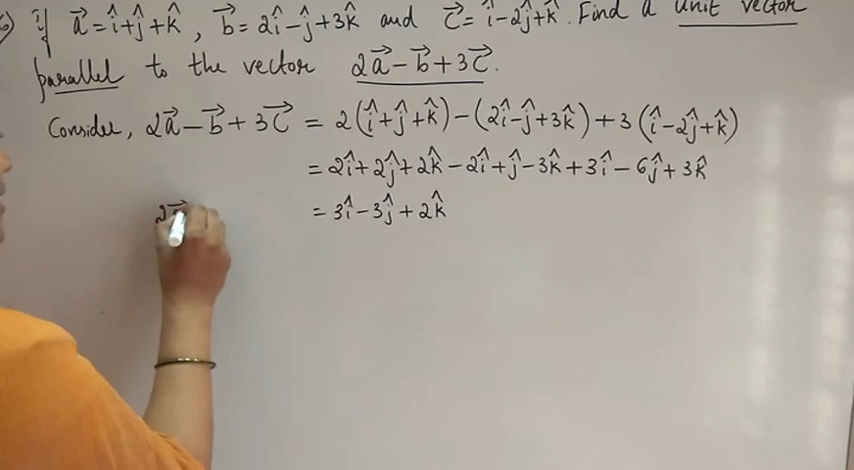 6) if a⃗ = î+ĵ+k̂ , b⃗ = 2î-ĵ+3k̂ and c⃗ = î-2ĵ+k̂. Find a unit vector
parallel to the vector 2a⃗-b⃗+3c⃗.
Consider, 2a⃗-b⃗+3c⃗ = 2(î+ĵ+k̂)-(2î-ĵ+3k̂)+3(î-2ĵ+k̂)
= 2î+2ĵ+2k̂-2î+ĵ-3k̂+3î-6ĵ+3k̂
= 3î-3ĵ+2k̂